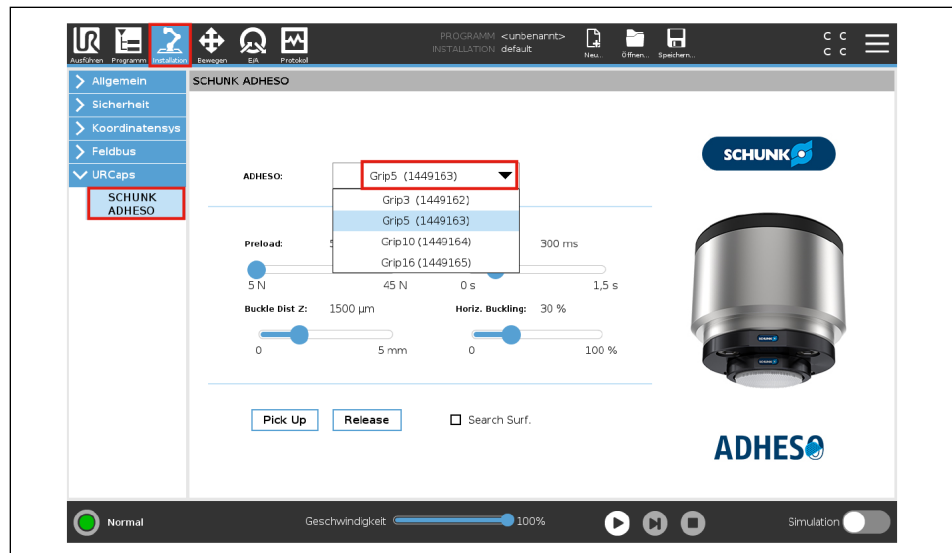 PROGRAMM <unbenannt>
INSTALLATION default
Ausführen Programm Installation Bewegen E/A Protokol
Neu... Öffnen... Speichern...
C C
C C
Allgemein
Sicherheit
Koordinatensys
Feldbus
URCaps
SCHUNK
ADHESO
SCHUNK ADHESO
SCHUNK
ADHESO:
Grip5 (1449163)
Grip3 (1449162)
Grip5 (1449163)
Grip10 (1449164)
Grip16 (1449165)
Preload: 300 ms
5 N 45 N 0 s 1,5 s
Buckle Dist Z: 1500 µm Horiz. Buckling: 30 %
0 5 mm 0 100 %
Pick Up Release Search Surf.
SCHUNK
SCHUNK
ADHESO
Normal
Geschwindigkeit 100%
Simulation